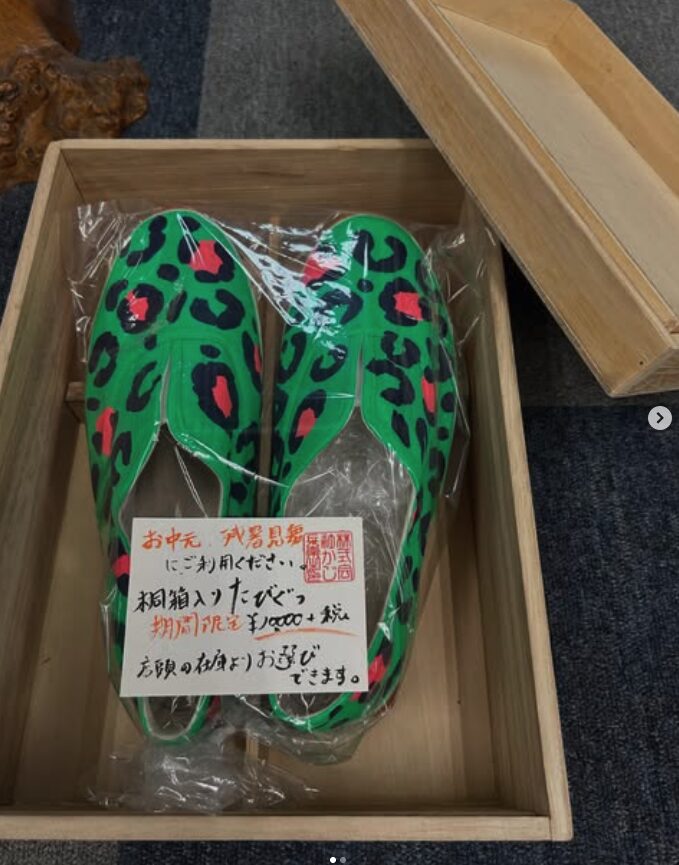 お中元、残暑見舞
にご利用ください。
桐箱入りたびぐつ
期間限定 ¥10000+税
店頭の在庫よりお選び
できます。